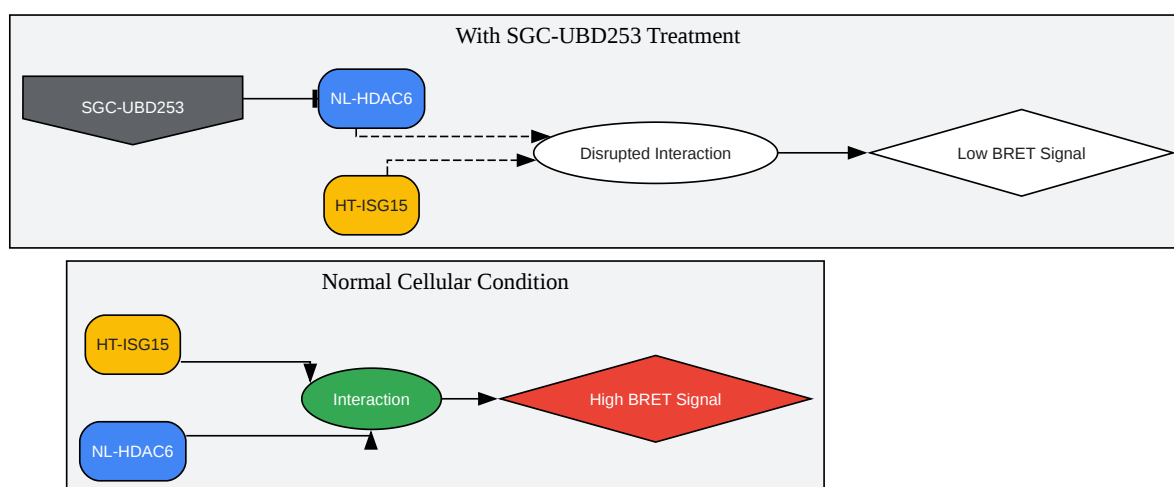 With SGC-UBD253 Treatment
SGC-UBD253
NL-HDAC6
Disrupted Interaction
Low BRET Signal
HT-ISG15
Normal Cellular Condition
HT-ISG15
Interaction
High BRET Signal
NL-HDAC6